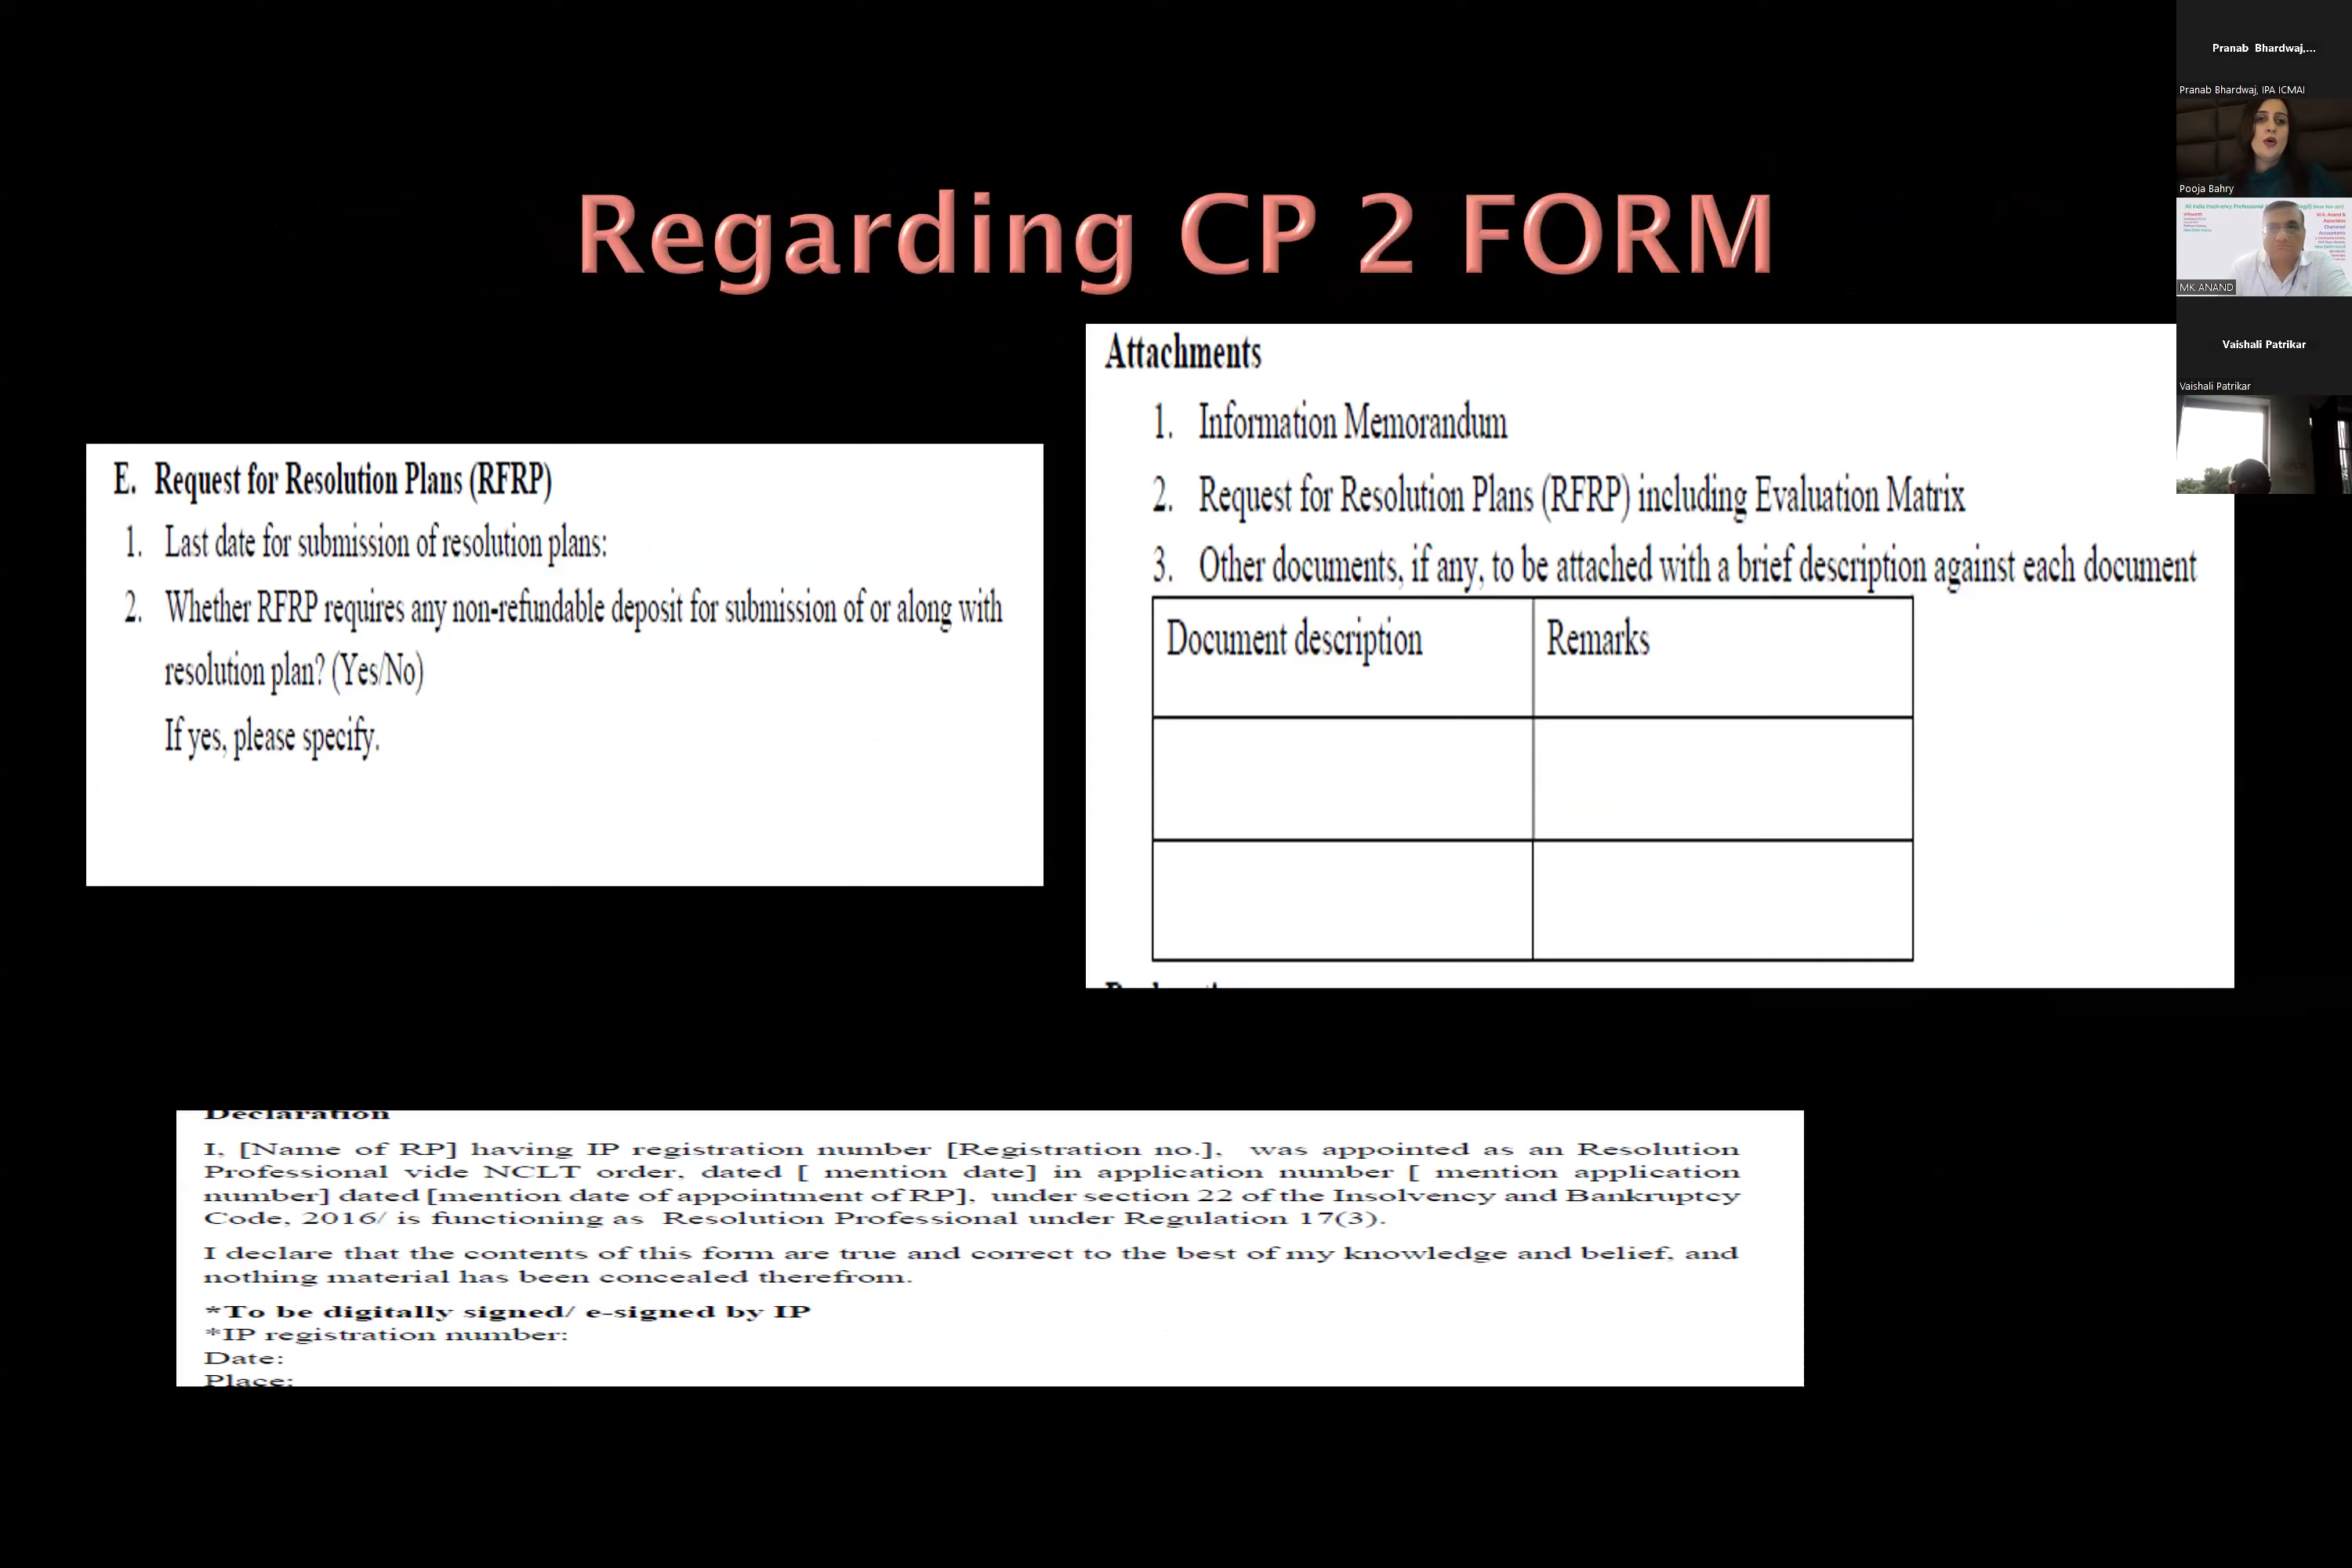 Regarding CP 2 FORM
E. Request for Resolution Plans (RFRP)
1. Last date for submission of resolution plans:
2. Whether RFRP requires any non-refundable deposit for submission of or along with
resolution plan? (Yes/No)
If yes, please specify.
Attachments
1. Information Memorandum
2. Request for Resolution Plans (RFRP) including Evaluation Matrix
3. Other documents, if any, to be attached with a brief description against each document
Document description Remarks
Declaration
I, [Name of RP] having IP registration number [Registration no.], was appointed as an Resolution
Professional vide NCLT order, dated [ mention date] in application number [ mention application
number] dated [mention date of appointment of RP], under section 22 of the Insolvency and Bankruptcy
Code, 2016/ is functioning as Resolution Professional under Regulation 17(3).
I declare that the contents of this form are true and correct to the best of my knowledge and belief, and
nothing material has been concealed therefrom.
*To be digitally signed/ e-signed by IP
*IP registration number:
Date:
Place:
Pranab Bhardwaj,...
Pranab Bhardwaj, IPA ICMAI
Pooja Bahry
All India Insolvency Professional
M.K. Anand &
Associates
Chartered
Accountants
MK ANAND
Vaishali Patrikar
Vaishali Patrikar